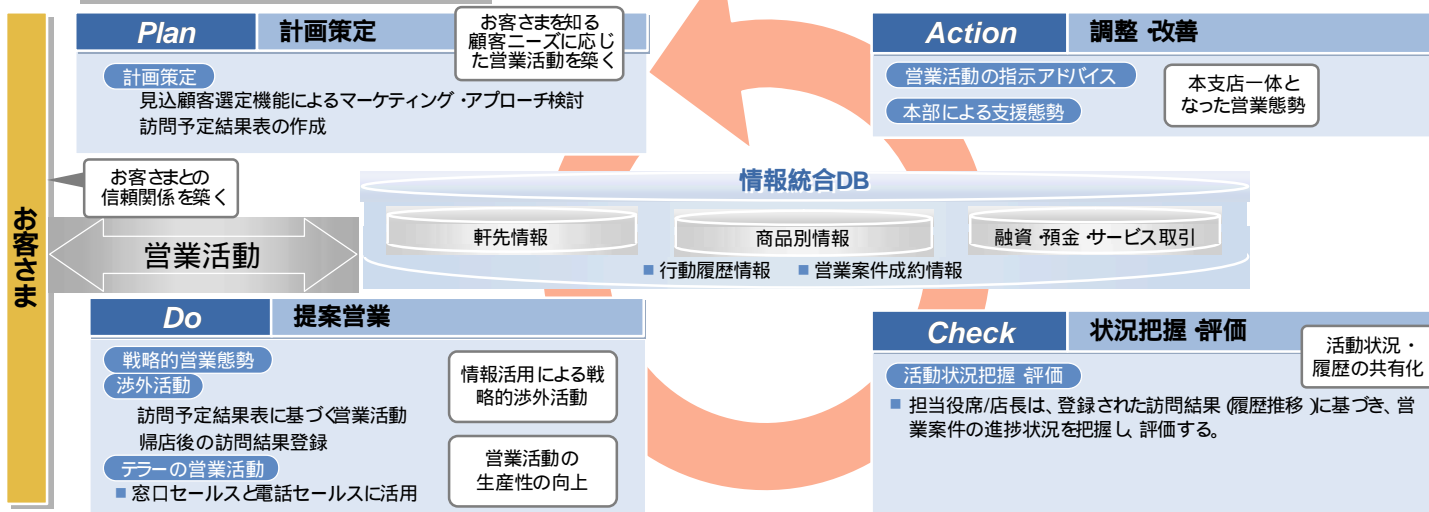 Plan
計画策定
お客さまを知る
顧客ニーズに応じ
た営業活動を築く
計画策定
見込顧客選定機能によるマーケティング・アプローチ検討
訪問予定結果表の作成
Action
調整・改善
営業活動の指示アドバイス
本部による支援態勢
本支店一体と
なった営業態勢
お客さまとの
信頼関係を築く
お客さま
営業活動
情報統合DB
軒先情報
商品別情報
融資・預金・サービス取引
■ 行動履歴情報 ■ 営業案件成約情報
Do
提案営業
戦略的営業態勢
渉外活動
訪問予定結果表に基づく営業活動
帰店後の訪問結果登録
テラーの営業活動
■ 窓口セールスと電話セールスに活用
情報活用による戦
略的渉外活動
営業活動の
生産性の向上
Check
状況把握・評価
活動状況・
履歴の共有化
活動状況把握・評価
■ 担当役席/店長は、登録された訪問結果(履歴推移)に基づき、営
業案件の進捗状況を把握し、評価する。